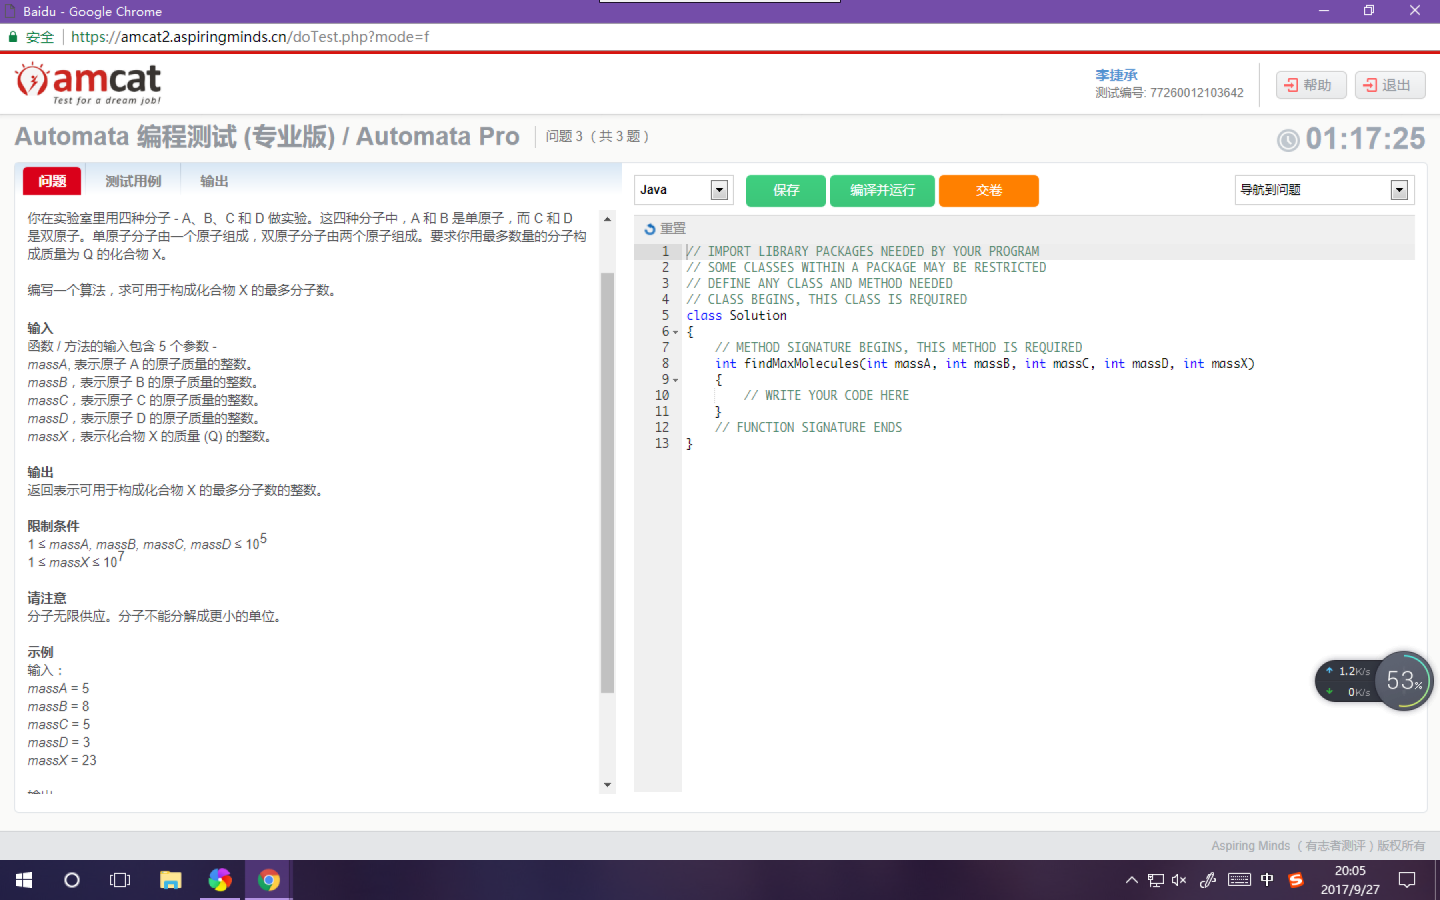 Baidu - Google Chrome
安全 https://amcat2.aspiringminds.cn/doTest.php?mode=f
amcat
Test for a dream job!
李捷承
测试编号: 77260012103642
帮助
退出
Automata 编程测试 (专业版) / Automata Pro
问题 3 （共 3 题）
01:17:25
问题
测试用例
输出
你在实验室里用四种分子 - A、B、C 和 D 做实验。这四种分子中，A 和 B 是单原子，而 C 和 D
是双原子。单原子分子由一个原子组成，双原子分子由两个原子组成。要求你用最多数量的分子构
成质量为 Q 的化合物 X。
编写一个算法，求可用于构成化合物 X 的最多分子数。
输入
函数 / 方法的输入包含 5 个参数 -
massA, 表示原子 A 的原子质量的整数。
massB，表示原子 B 的原子质量的整数。
massC，表示原子 C 的原子质量的整数。
massD，表示原子 D 的原子质量的整数。
massX，表示化合物 X 的质量 (Q) 的整数。
输出
返回表示可用于构成化合物 X 的最多分子数的整数。
限制条件
1 ≤ massA, massB, massC, massD ≤ 10^5
1 ≤ massX ≤ 10^7
请注意
分子无限供应。分子不能分解成更小的单位。
示例
输入：
massA = 5
massB = 8
massC = 5
massD = 3
massX = 23
Java
保存
编译并运行
交卷
导航到问题
重置
1 // IMPORT LIBRARY PACKAGES NEEDED BY YOUR PROGRAM
2 // SOME CLASSES WITHIN A PACKAGE MAY BE RESTRICTED
3 // DEFINE ANY CLASS AND METHOD NEEDED
4 // CLASS BEGINS, THIS CLASS IS REQUIRED
5 class Solution
6 {
7 // METHOD SIGNATURE BEGINS, THIS METHOD IS REQUIRED
8 int findMaxMolecules(int massA, int massB, int massC, int massD, int massX)
9 {
10 // WRITE YOUR CODE HERE
11 }
12 // FUNCTION SIGNATURE ENDS
13 }
1.2K/s
0K/s
53%
Aspiring Minds （有志者测评）版权所有
中
20:05
2017/9/27